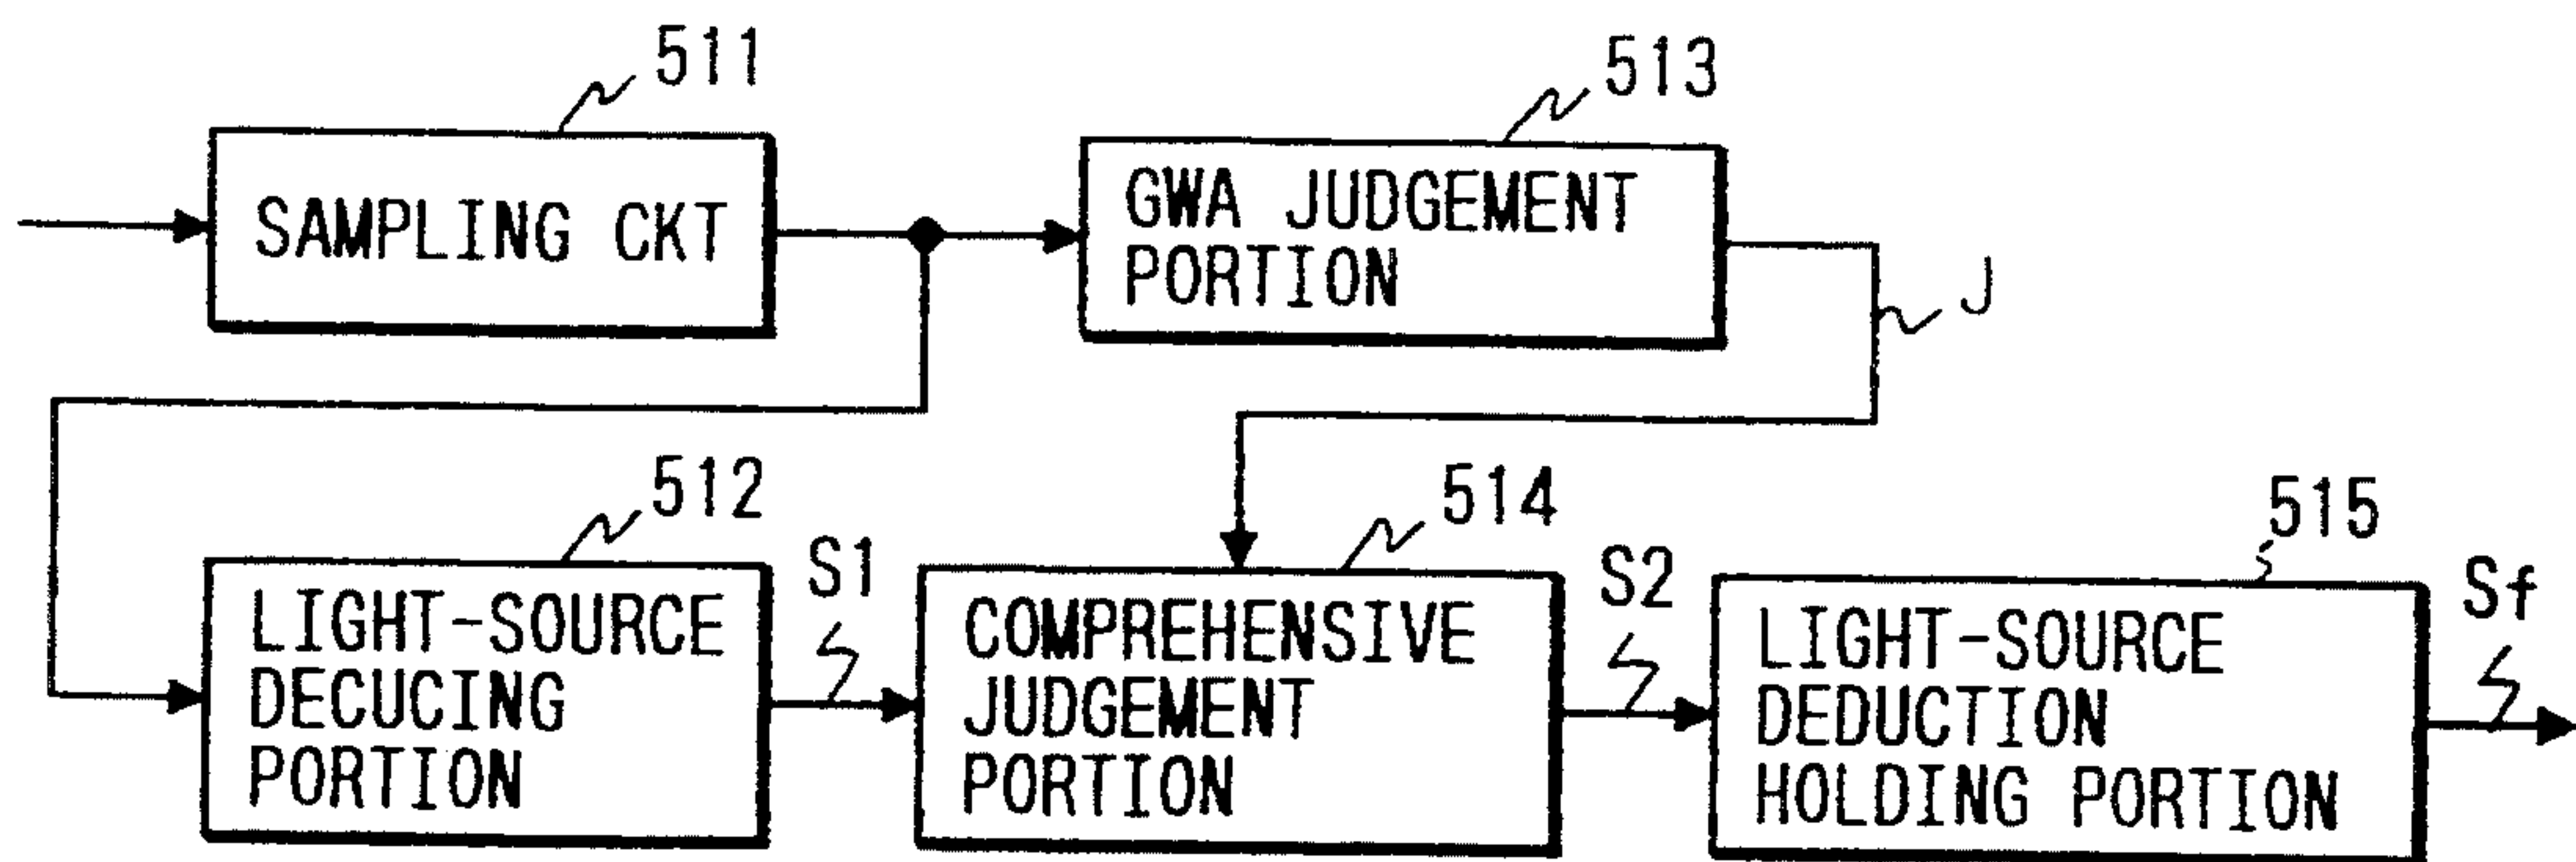 511
SAMPLING CKT
513
GWA JUDGEMENT
PORTION
J
512
LIGHT-SOURCE
DECUCING
PORTION
S1
514
COMPREHENSIVE
JUDGEMENT
PORTION
S2
515
LIGHT-SOURCE
DEDUCTION
HOLDING PORTION
Sf